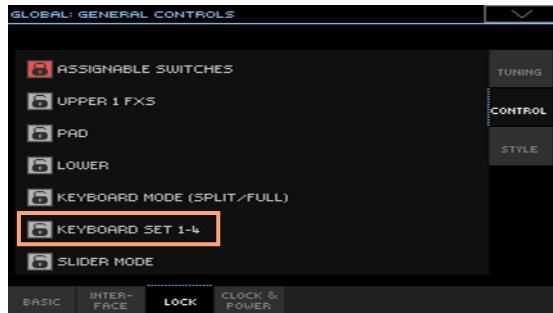 GLOBAL: GENERAL CONTROLS
ASSIGNABLE SWITCHES
UPPER 1 FXS
PAD
LOWER
KEYBOARD MODE (SPLIT/FULL)
KEYBOARD SET 1-4
SLIDER MODE
TUNING
CONTROL
STYLE
BASIC
INTER-
FACE
LOCK
CLOCK &
POWER